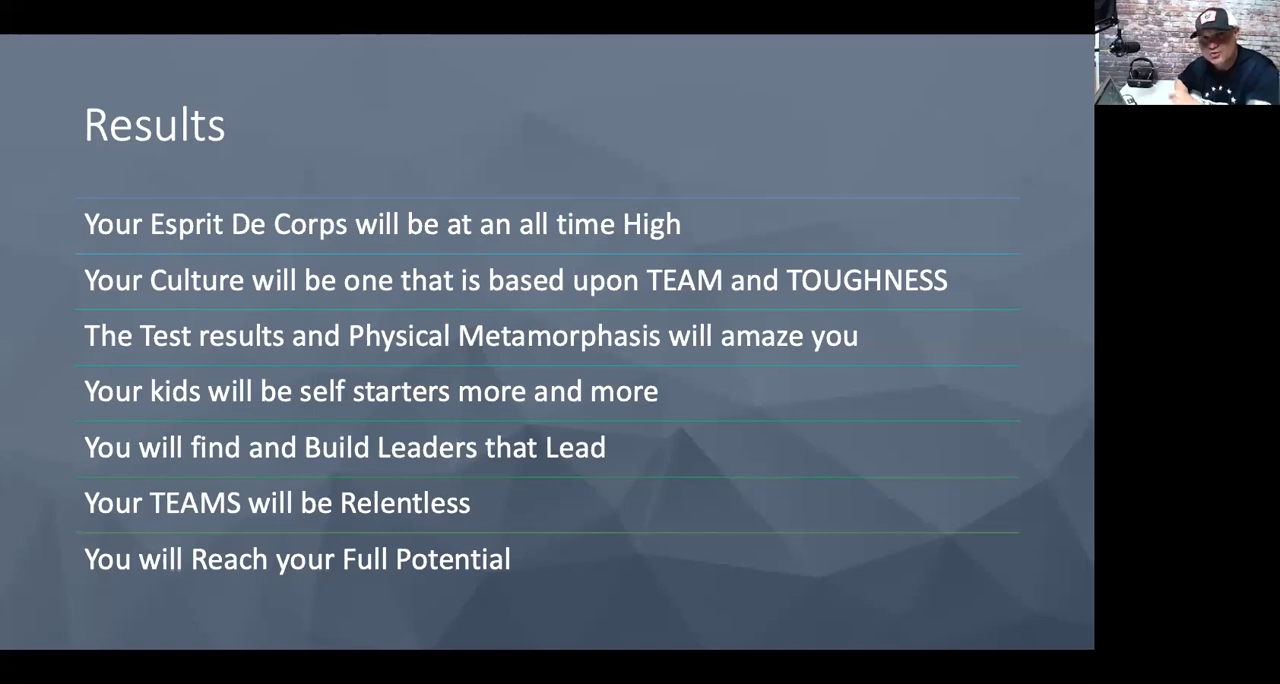 Results
Your Esprit De Corps will be at an all time High
Your Culture will be one that is based upon TEAM and TOUGHNESS
The Test results and Physical Metamorphasis will amaze you
Your kids will be self starters more and more
You will find and Build Leaders that Lead
Your TEAMS will be Relentless
You will Reach your Full Potential